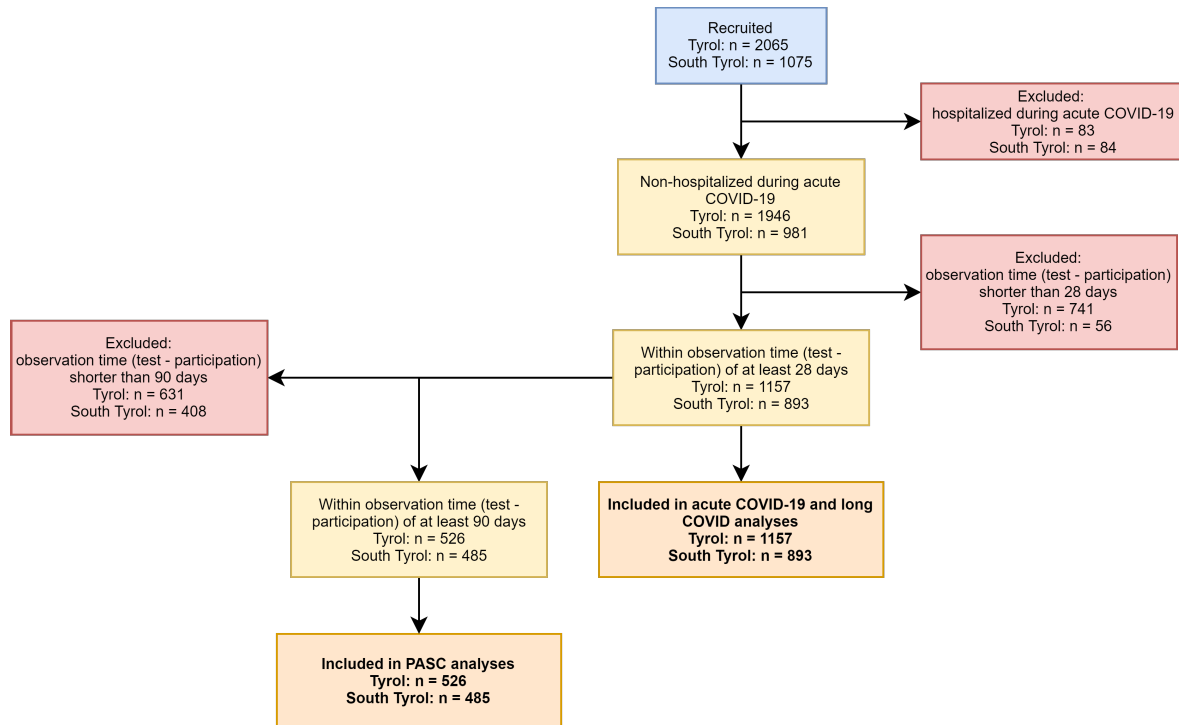 Recruited
Tyrol: n = 2065
South Tyrol: n = 1075
Excluded:
hospitalized during acute COVID-19
Tyrol: n = 83
South Tyrol: n = 84
Non-hospitalized during acute
COVID-19
Tyrol: n = 1946
South Tyrol: n = 981
Excluded:
observation time (test - participation)
shorter than 28 days
Tyrol: n = 741
South Tyrol: n = 56
Excluded:
observation time (test - participation)
shorter than 90 days
Tyrol: n = 631
South Tyrol: n = 408
Within observation time (test -
participation) of at least 28 days
Tyrol: n = 1157
South Tyrol: n = 893
Within observation time (test -
participation) of at least 90 days
Tyrol: n = 526
South Tyrol: n = 485
Included in acute COVID-19 and long
COVID analyses
Tyrol: n = 1157
South Tyrol: n = 893
Included in PASC analyses
Tyrol: n = 526
South Tyrol: n = 485